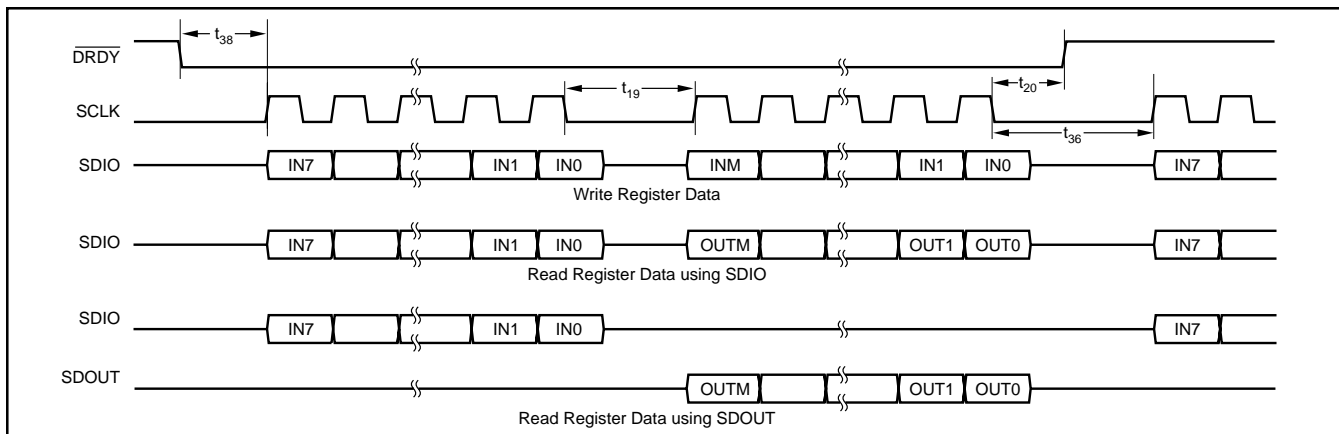 t38
DRDY
t19
t20
SCLK
t36
SDIO IN7 IN1 IN0 INM IN1 IN0 IN7
Write Register Data
SDIO IN7 IN1 IN0 OUTM OUT1 OUT0 IN7
Read Register Data using SDIO
SDIO IN7 IN1 IN0 IN7
SDOUT OUTM OUT1 OUT0
Read Register Data using SDOUT